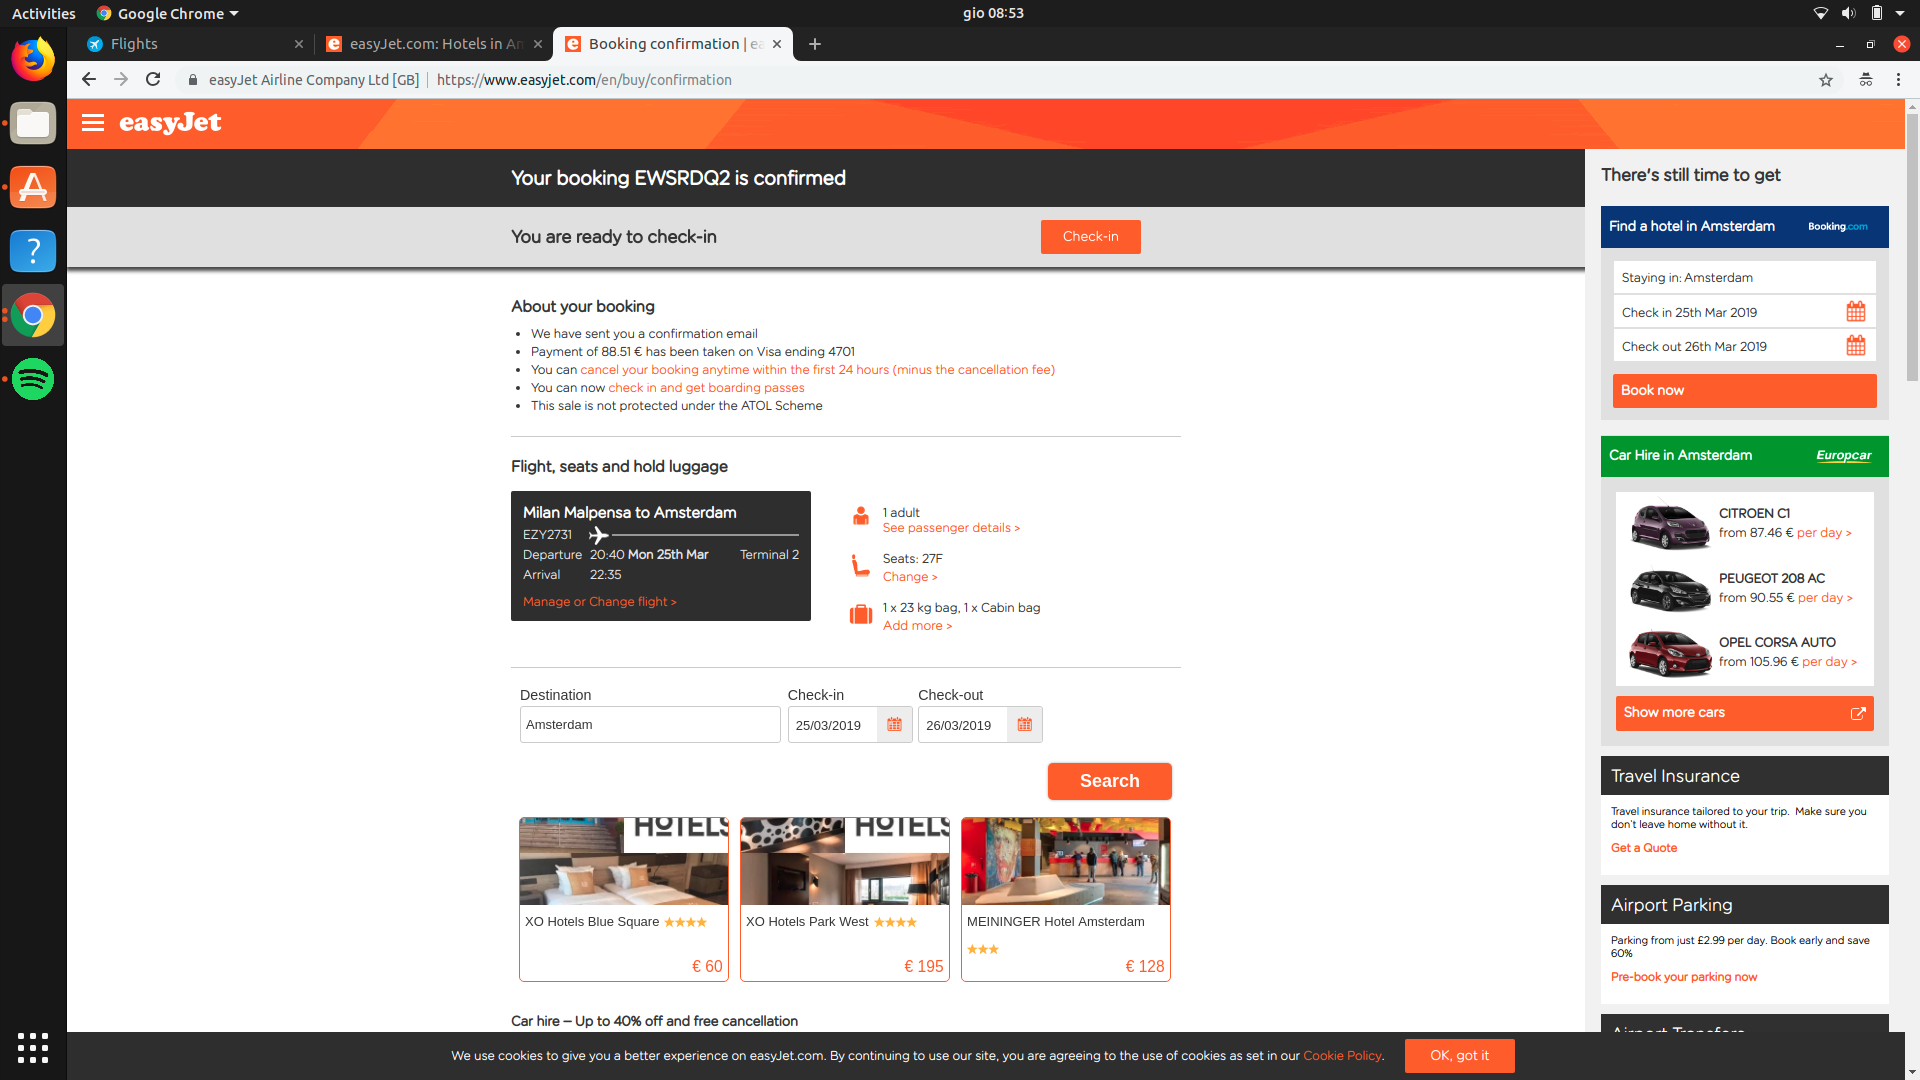 Activities
Google Chrome
gio 08:53
Flights
easyJet.com: Hotels in Am
Booking confirmation | ea
easyJet Airline Company Ltd [GB]
https://www.easyjet.com/en/buy/confirmation
easyJet
Your booking EWSRDQ2 is confirmed
You are ready to check-in
Check-in
About your booking
We have sent you a confirmation email
Payment of 88.51 € has been taken on Visa ending 4701
You can cancel your booking anytime within the first 24 hours (minus the cancellation fee)
You can now check in and get boarding passes
This sale is not protected under the ATOL Scheme
Flight, seats and hold luggage
Milan Malpensa to Amsterdam
EZY2731
Departure 20:40 Mon 25th Mar Terminal 2
Arrival 22:35
Manage or Change flight >
1 adult
See passenger details >
Seats: 27F
Change >
1 x 23 kg bag, 1 x Cabin bag
Add more >
Destination
Amsterdam
Check-in
25/03/2019
Check-out
26/03/2019
Search
HOTELS
XO Hotels Blue Square
€ 60
HOTELS
XO Hotels Park West
€ 195
MEININGER Hotel Amsterdam
€ 128
Car hire – Up to 40% off and free cancellation
There's still time to get
Find a hotel in Amsterdam
Booking.com
Staying in: Amsterdam
Check in 25th Mar 2019
Check out 26th Mar 2019
Book now
Car Hire in Amsterdam
Europcar
CITROEN C1
from 87.46 € per day >
PEUGEOT 208 AC
from 90.55 € per day >
OPEL CORSA AUTO
from 105.96 € per day >
Show more cars
Travel Insurance
Travel insurance tailored to your trip. Make sure you
don't leave home without it.
Get a Quote
Airport Parking
Parking from just £2.99 per day. Book early and save
60%
Pre-book your parking now
Airport Transfers
We use cookies to give you a better experience on easyJet.com. By continuing to use our site, you are agreeing to the use of cookies as set in our Cookie Policy.
OK, got it